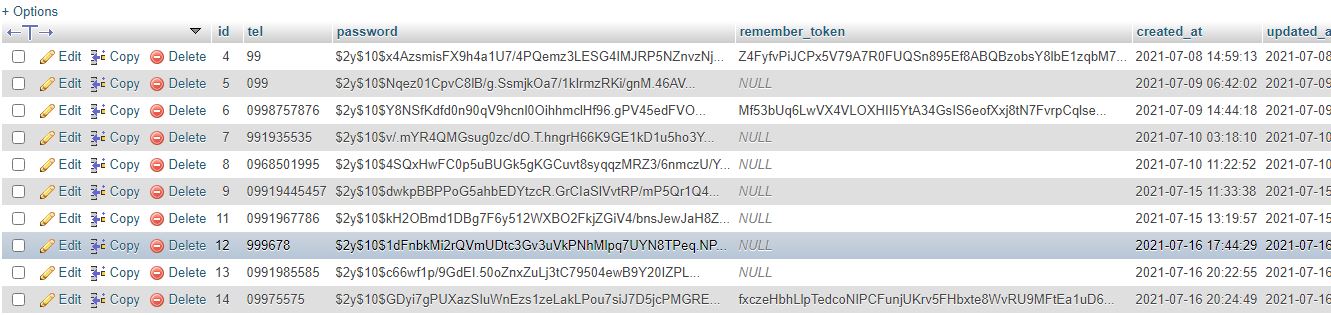 + Options
←T→ id tel password remember_token created_at updated_a
Edit Copy Delete 4 99 $2y$10$x4AzsmisFX9h4a1U7/4PQemz3LESG4IMJRP5NZnvzNj... Z4FyfvPiJCPx5V79A7R0FUQSn895Ef8ABQBzobsY8IbE1zqbM7... 2021-07-08 14:59:13 2021-07-08
Edit Copy Delete 5 099 $2y$10$Nqez01CpvC8lB/g.SsmjkOa7/1kIrmzRKi/gnM.46AV... NULL 2021-07-09 06:42:02 2021-07-09
Edit Copy Delete 6 0998757876 $2y$10$Y8NSfKdfd0n90qV9hcnl0OihhmclHf96.gPV45edFVO... Mf53bUq6LwVX4VLOXHII5YtA34GsIS6eofXxj8tN7FvrpCqlse... 2021-07-09 14:44:18 2021-07-09
Edit Copy Delete 7 991935535 $2y$10$v/.mYR4QMGsug0zc/dO.T.hngrH66K9GE1kD1u5ho3Y... NULL 2021-07-10 03:18:10 2021-07-10
Edit Copy Delete 8 0968501995 $2y$10$4SQxHwFC0p5uBUGk5gKGCuvt8syqqzMRZ3/6nmczU/Y... NULL 2021-07-10 11:22:52 2021-07-10
Edit Copy Delete 9 09919445457 $2y$10$dwkpBBPPoG5ahbEDYtzcR.GrCIaSIVvtRP/mP5Qr1Q4... NULL 2021-07-15 11:33:38 2021-07-15
Edit Copy Delete 11 0991967786 $2y$10$kH2OBmd1DBg7F6y512WXBO2FkjZGiV4/bnsJewJaH8Z... NULL 2021-07-15 13:19:57 2021-07-15
Edit Copy Delete 12 999678 $2y$10$1dFnbkMi2rQVmUDtc3Gv3uVkPNhMlpq7UYN8TPeq.NP... NULL 2021-07-16 17:44:29 2021-07-16
Edit Copy Delete 13 0991985585 $2y$10$c66wf1p/9GdEI.50oZnxZuLj3tC79504ewB9Y20IZPL... NULL 2021-07-16 20:22:55 2021-07-16
Edit Copy Delete 14 09975575 $2y$10$GDyi7gPUXazSIuWnEzs1zeLakLPou7siJ7D5jcPMGRE... fxczeHbhLlpTedcoNIPCFunjUKrv5FHbxte8WvRU9MFtEa1uD6... 2021-07-16 20:24:49 2021-07-16